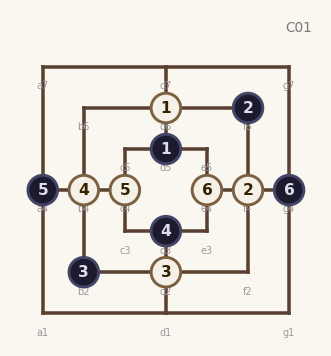 C01
a7 d7 g7
1 2
b6 d6 f6
1
c5 d5 e5
5 4 5 6 2 6
a4 b4 c4 e4 f4 g4
4
c3 d3 e3
3 3
b2 d2 f2
a1 d1 g1